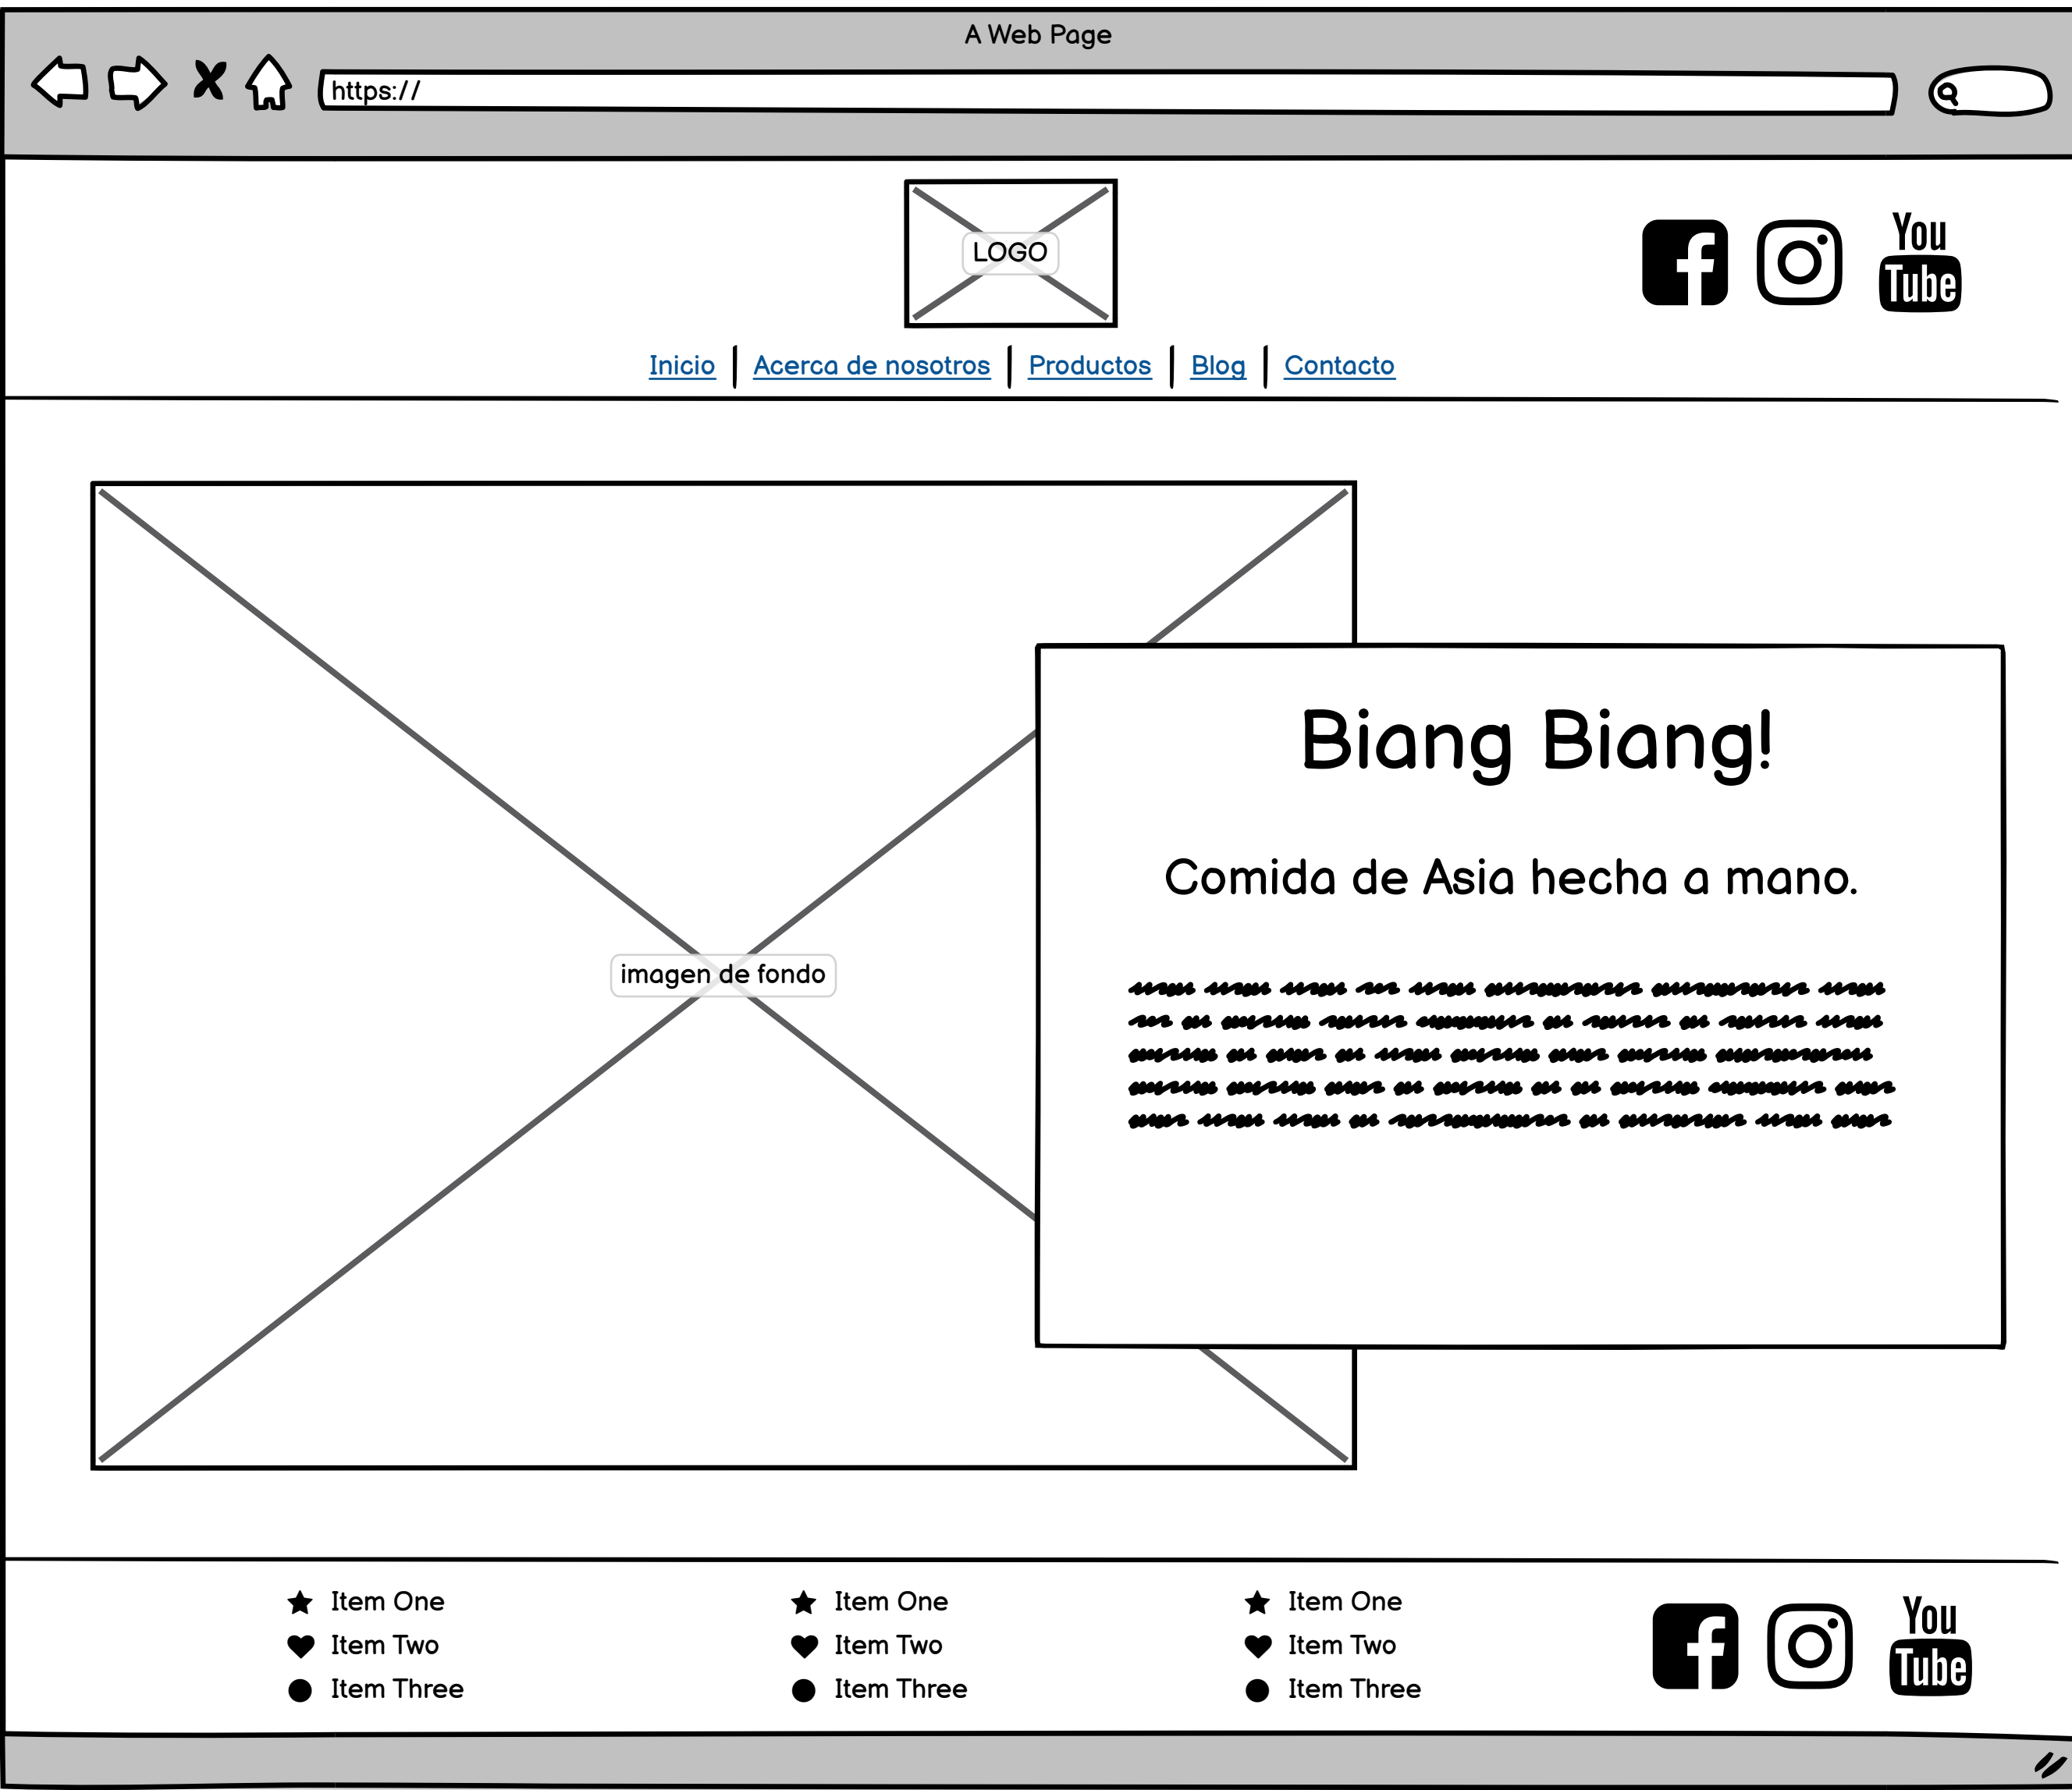 A Web Page
https://
LOGO
You
Tube
Inicio Acerca de nosotros Productos Blog Contacto
Biang Biang!
Comida de Asia hecha a mano.
imagen de fondo
Item One
Item Two
Item Three
Item One
Item Two
Item Three
Item One
Item Two
Item Three
You
Tube